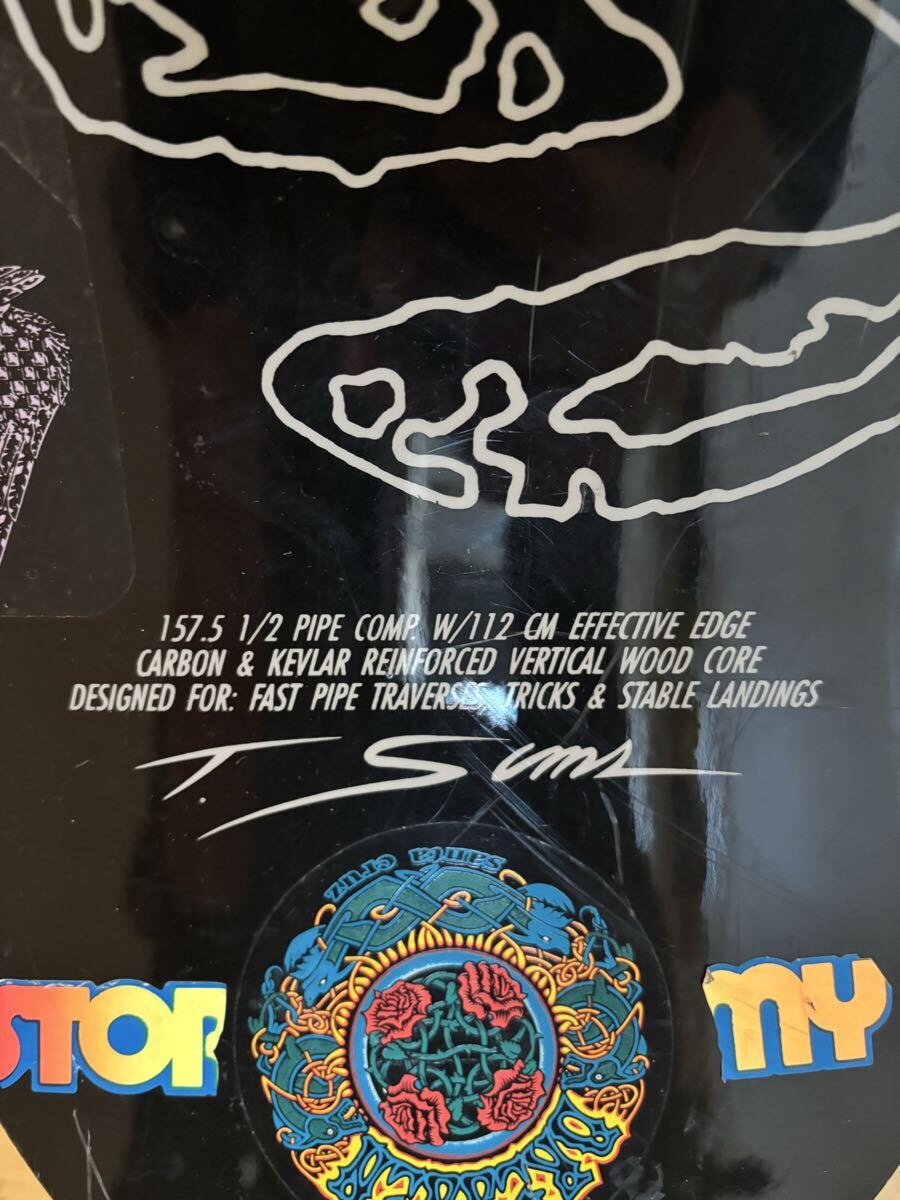 157.5 1/2 PIPE COMP. W/112 CM EFFECTIVE EDGE
CARBON & KEVLAR REINFORCED VERTICAL WOOD CORE
DESIGNED FOR: FAST PIPE TRAVERSES, TRICKS & STABLE LANDINGS
T. Sims
santa cruz
STOR
MY